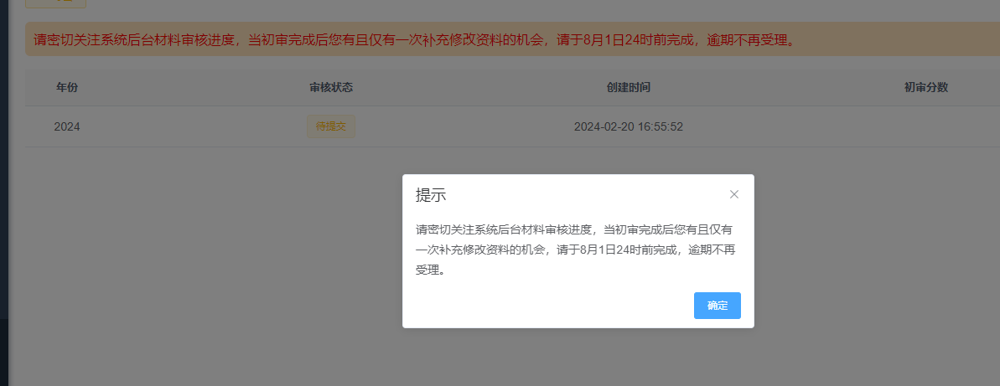 请密切关注系统后台材料审核进度，当初审完成后您有且仅有一次补充修改资料的机会，请于8月1日24时前完成，逾期不再受理。
年份 审核状态 创建时间 初审分数
2024 待提交 2024-02-20 16:55:52
提示
请密切关注系统后台材料审核进度，当初审完成后您有且仅有
一次补充修改资料的机会，请于8月1日24时前完成，逾期不再
受理。
确定